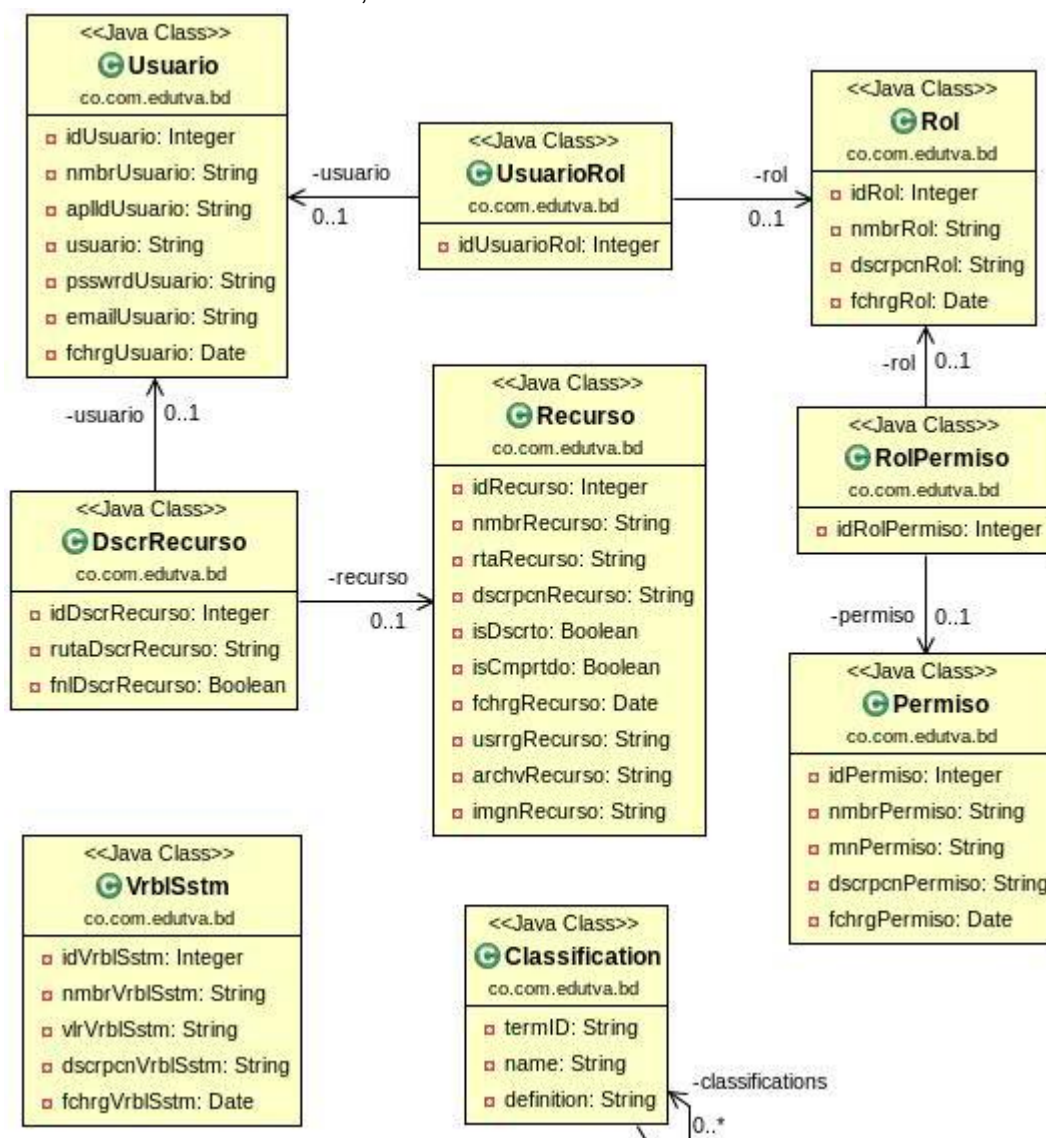 <<Java Class>>
Usuario
co.com.edutva.bd
idUsuario: Integer
nmbrUsuario: String
aplldUsuario: String
usuario: String
psswrdUsuario: String
emailUsuario: String
fchrgUsuario: Date
-usuario
0..1
<<Java Class>>
UsuarioRol
co.com.edutva.bd
idUsuarioRol: Integer
-rol
0..1
<<Java Class>>
Rol
co.com.edutva.bd
idRol: Integer
nmbrRol: String
dscrpcnRol: String
fchrgRol: Date
-usuario 0..1
-rol 0..1
<<Java Class>>
Recurso
co.com.edutva.bd
idRecurso: Integer
nmbrRecurso: String
rtaRecurso: String
dscrpcnRecurso: String
isDscrto: Boolean
isCmprtdo: Boolean
fchrgRecurso: Date
usrrgRecurso: String
archvRecurso: String
imgnRecurso: String
<<Java Class>>
RolPermiso
co.com.edutva.bd
idRolPermiso: Integer
<<Java Class>>
DscrRecurso
co.com.edutva.bd
idDscrRecurso: Integer
rutaDscrRecurso: String
fnlDscrRecurso: Boolean
-recurso
0..1
-permiso 0..1
<<Java Class>>
Permiso
co.com.edutva.bd
idPermiso: Integer
nmbrPermiso: String
mnPermiso: String
dscrpcnPermiso: String
fchrgPermiso: Date
<<Java Class>>
VrblSstm
co.com.edutva.bd
idVrblSstm: Integer
nmbrVrblSstm: String
vlrVrblSstm: String
dscrpcnVrblSstm: String
fchrgVrblSstm: Date
<<Java Class>>
Classification
co.com.edutva.bd
termID: String
name: String
definition: String
-classifications
0..*